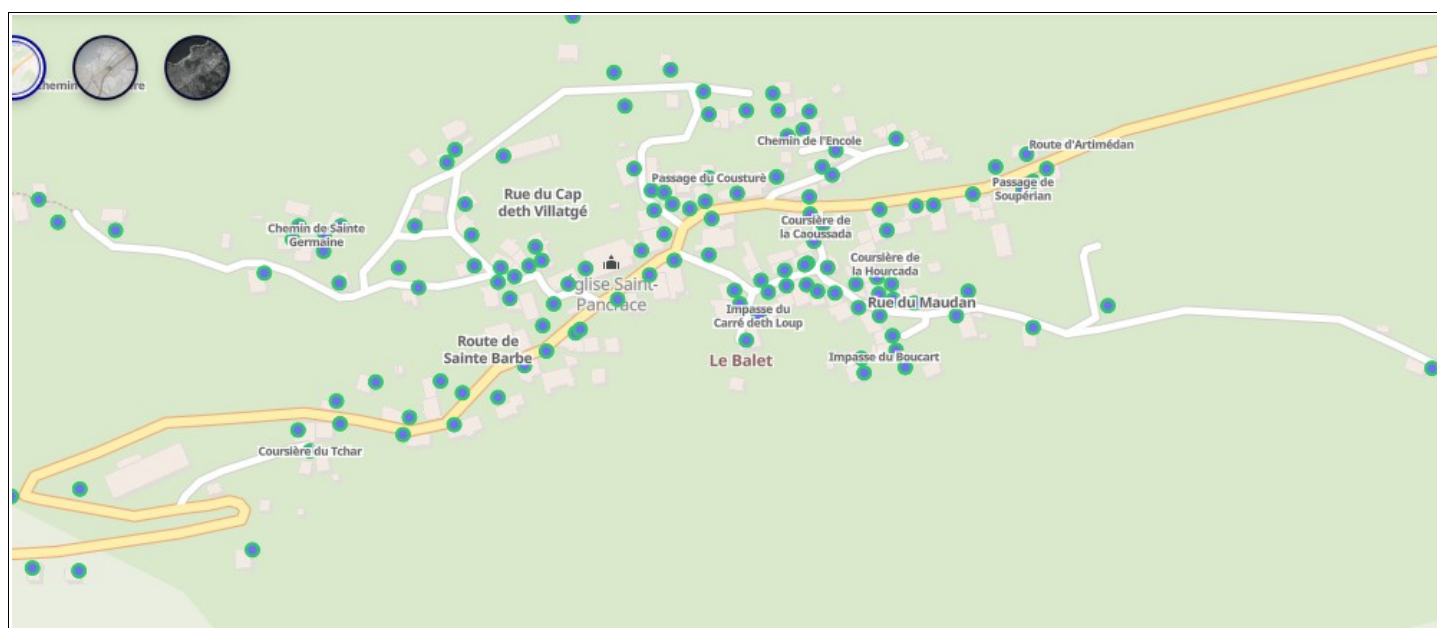 Chemin de l'Encole
Route d'Artimédan
Passage du Cousturè
Passage de
Soupérian
Rue du Cap
deth Villatgé
Chemin de Sainte
Germaine
Coursière de
la Caoussada
Coursière de
la Hourcada
Église Saint-
Pancrace
Rue du Maudan
Impasse du
Carré deth Loup
Route de
Sainte Barbe
Le Balet
Impasse du Boucart
Coursière du Tchar